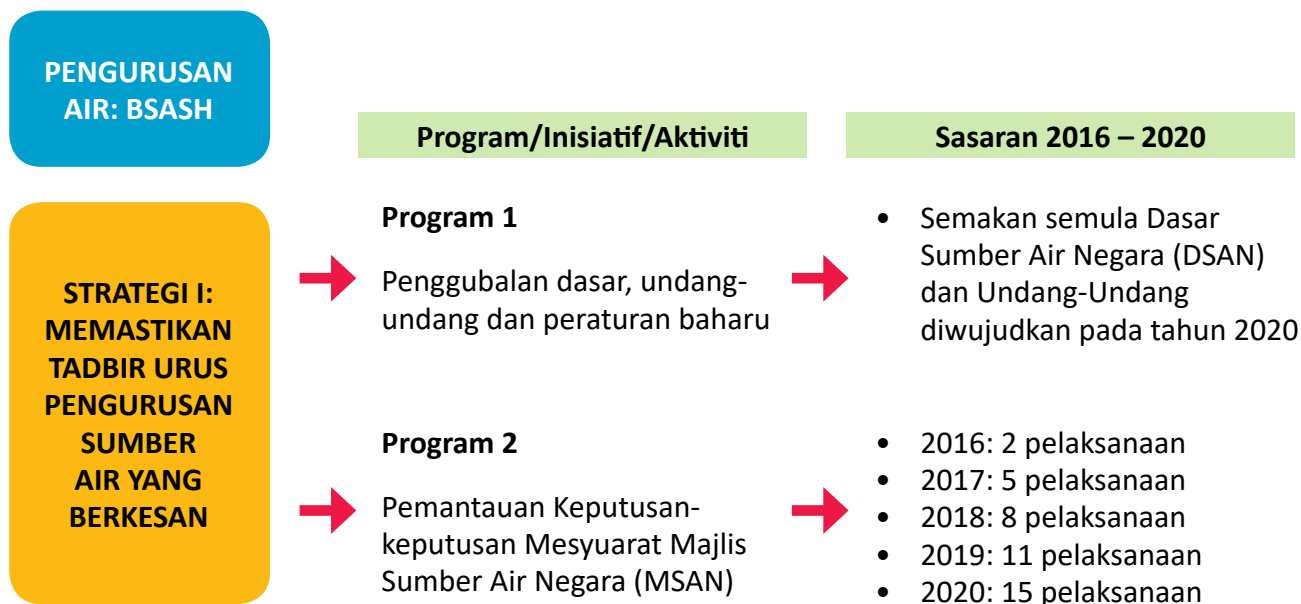 PENGURUSAN
AIR: BSASH
Program/Inisiatif/Aktiviti
Sasaran 2016 – 2020
STRATEGI I:
MEMASTIKAN
TADBIR URUS
PENGURUSAN
SUMBER
AIR YANG
BERKESAN
Program 1
Penggubalan dasar, undang-
undang dan peraturan baharu
• Semakan semula Dasar
Sumber Air Negara (DSAN)
dan Undang-Undang
diwujudkan pada tahun 2020
Program 2
Pemantauan Keputusan-
keputusan Mesyuarat Majlis
Sumber Air Negara (MSAN)
• 2016: 2 pelaksanaan
• 2017: 5 pelaksanaan
• 2018: 8 pelaksanaan
• 2019: 11 pelaksanaan
• 2020: 15 pelaksanaan